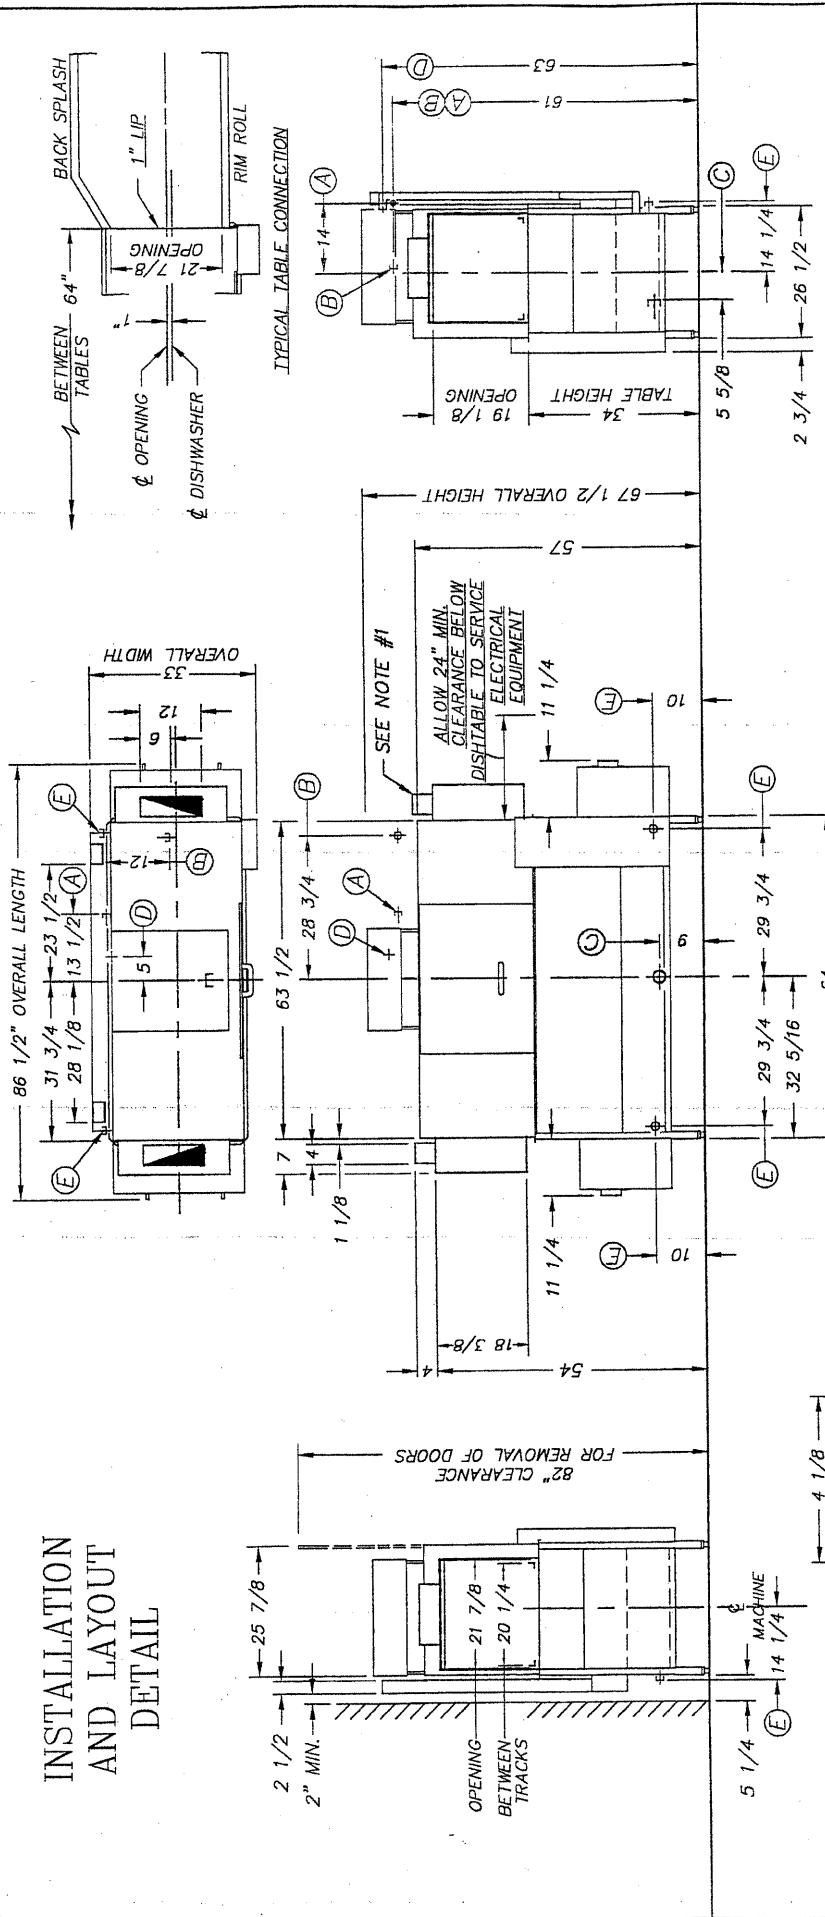 INSTALLATION
AND LAYOUT
DETAIL
86 1/2" OVERALL LENGTH
31 3/4
23 1/2
28 1/8
13 1/2
A
5
D
12
B
E
E
6
12
33
OVERALL WIDTH
BACK SPLASH
BETWEEN 64"
TABLES
1" LIP
21 7/8
OPENING
1"
RIM ROLL
℄ OPENING
℄ DISHWASHER
TYPICAL TABLE CONNECTION
25 7/8
2 1/2
2" MIN.
OPENING
21 7/8
BETWEEN
TRACKS
20 1/4
82" CLEARANCE
FOR REMOVAL OF DOORS
℄
MACHINE
14 1/4
5 1/4
E
4 1/8
63 1/2
28 3/4
B
A
D
7
4
1 1/8
SEE NOTE #1
ALLOW 24" MIN.
CLEARANCE BELOW
DISHTABLE TO SERVICE
ELECTRICAL
EQUIPMENT
11 1/4
11 1/4
4
18 3/8
54
57
67 1/2 OVERALL HEIGHT
E
10
E
10
C
9
E
29 3/4
29 3/4
E
32 5/16
A
14
B
63
D
61
A
B
19 1/8
OPENING
34
TABLE HEIGHT
E
C
14 1/4
5 5/8
26 1/2
2 3/4